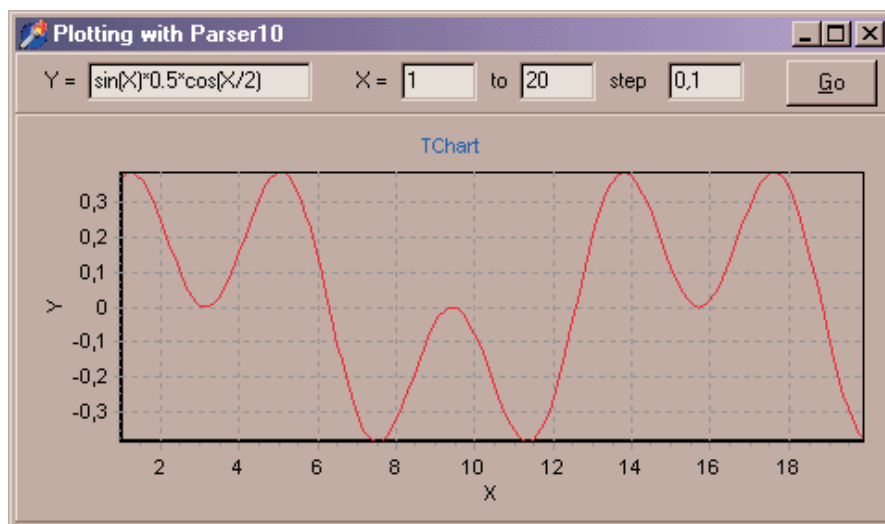 Plotting with Parser10
Y = sin(X)*0.5*cos(X/2) X = 1 to 20 step 0,1 Go
TChart
0,3
0,2
0,1
0
-0,1
-0,2
-0,3
Y
2 4 6 8 10 12 14 16 18
X